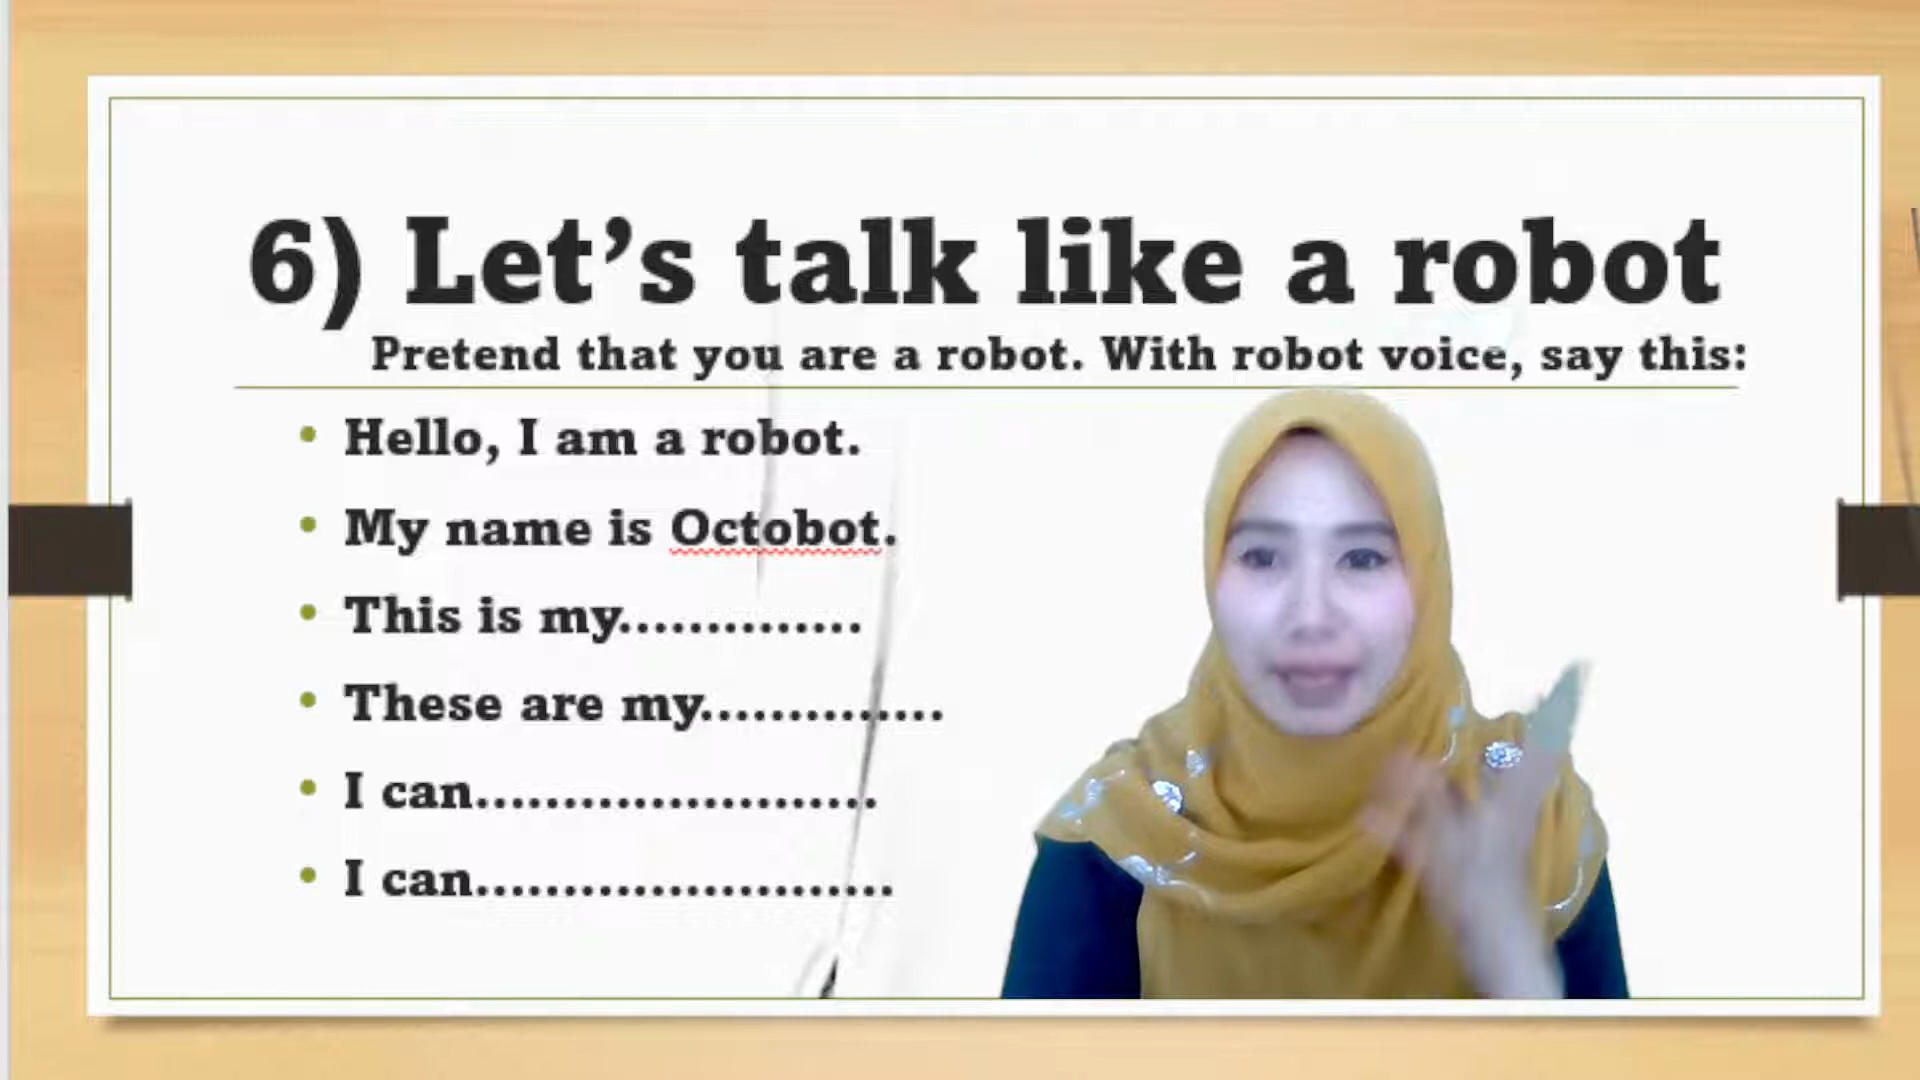 6) Let’s talk like a robot
Pretend that you are a robot. With robot voice, say this:
• Hello, I am a robot.
• My name is Octobot.
• This is my..............
• These are my..............
• I can.......................
• I can........................